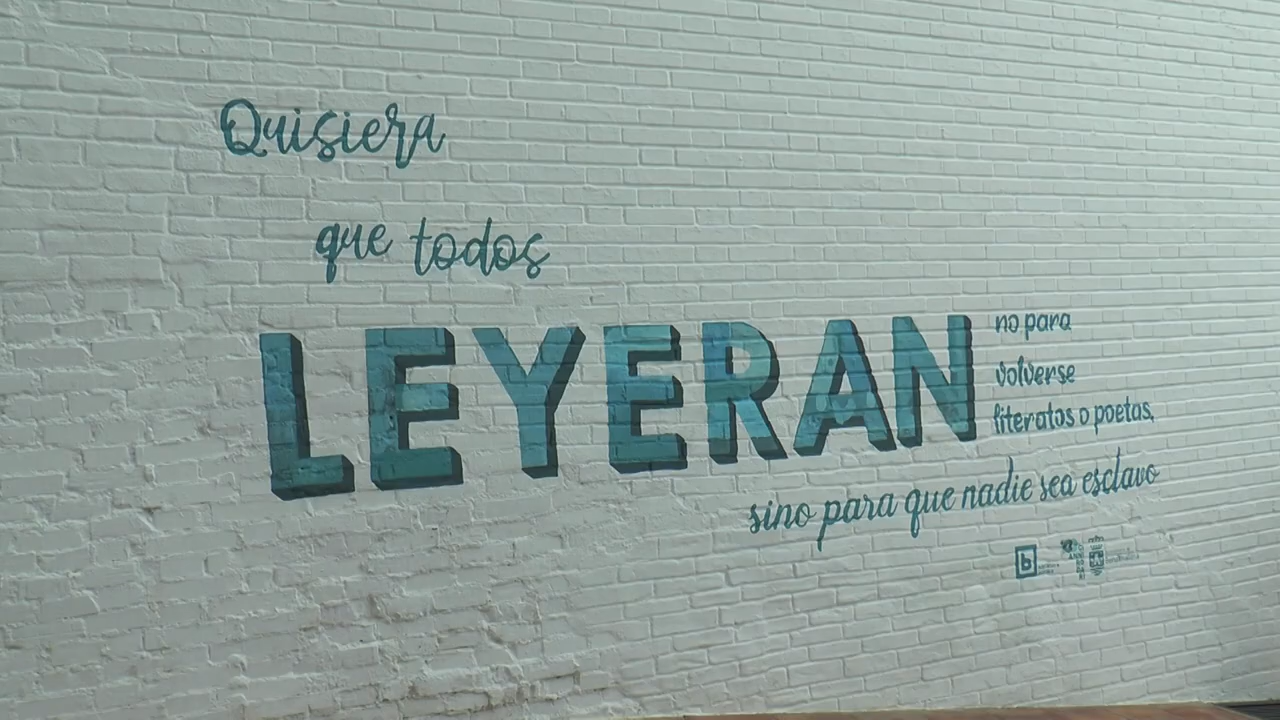 Quisiera
que todos
LEYERAN
no para
volverse
literatos o poetas,
sino para que nadie sea esclavo
b